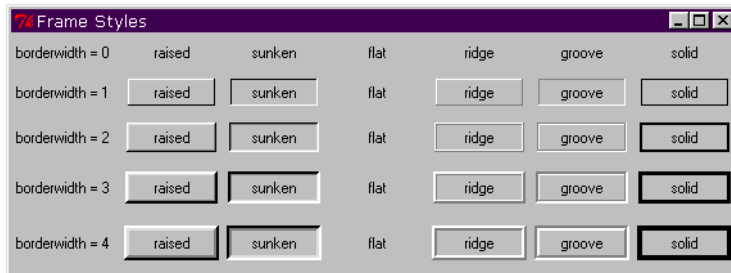 Frame Styles
borderwidth = 0 raised sunken flat ridge groove solid
borderwidth = 1 raised sunken flat ridge groove solid
borderwidth = 2 raised sunken flat ridge groove solid
borderwidth = 3 raised sunken flat ridge groove solid
borderwidth = 4 raised sunken flat ridge groove solid